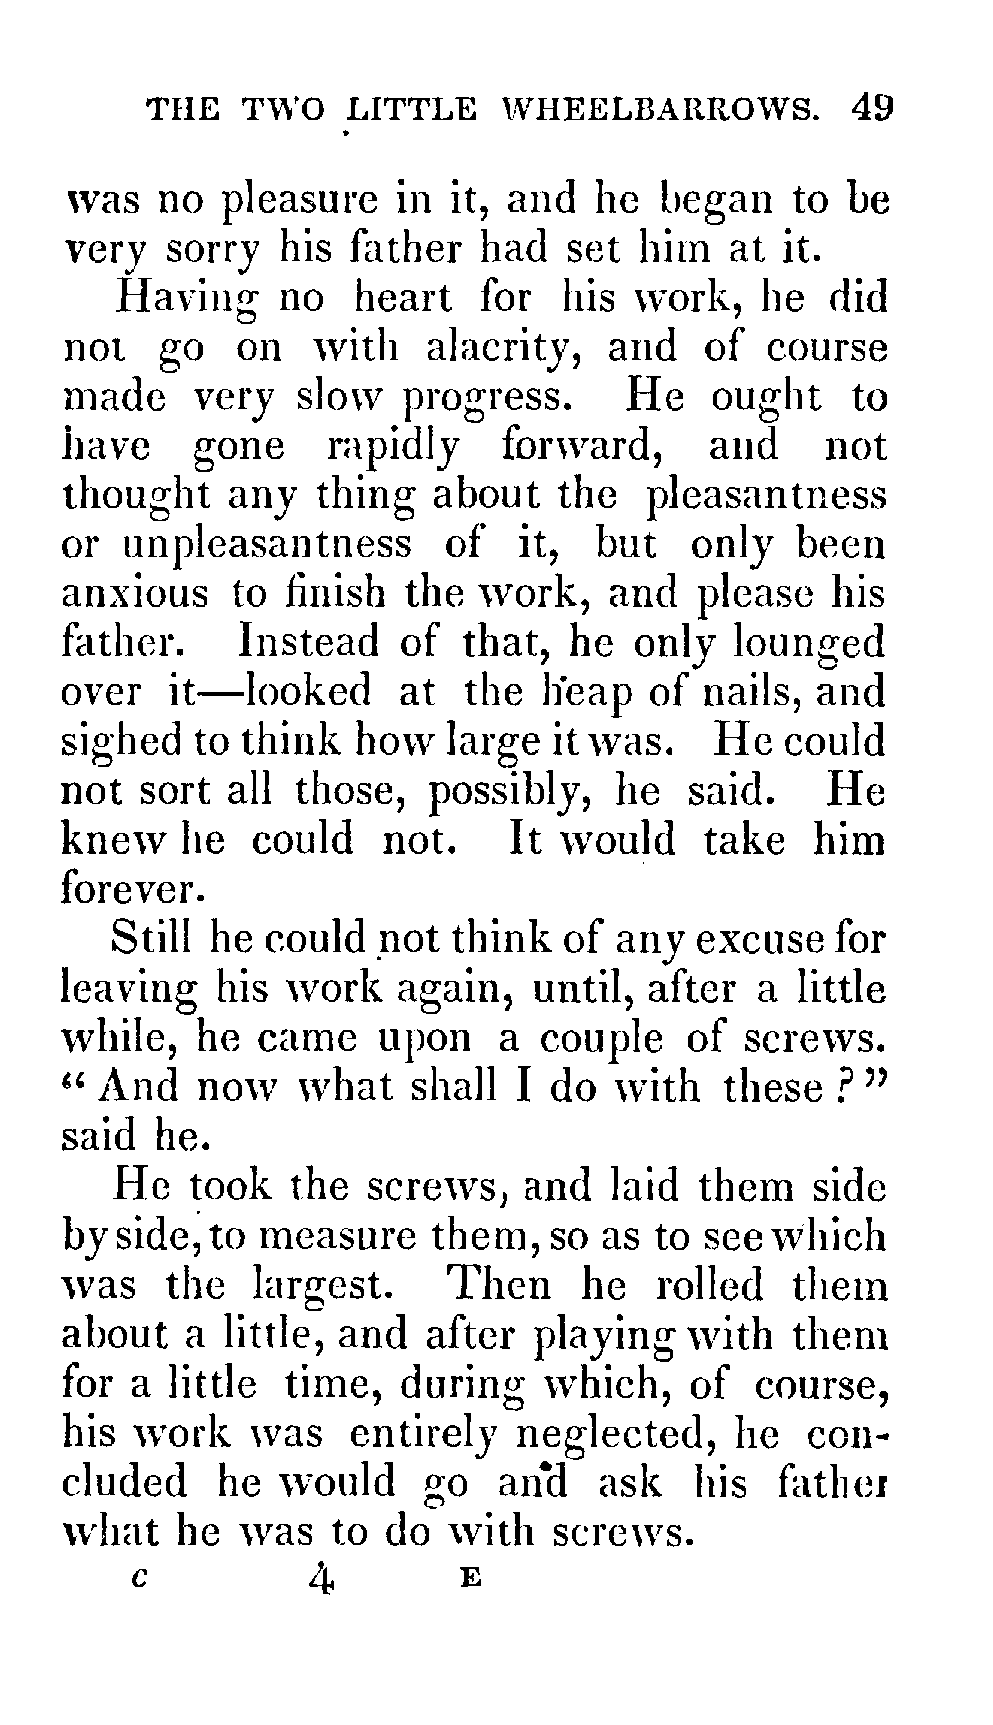 THE TWO LITTLE WHEELBARROWS. 49
was no pleasure in it, and he began to be
very sorry his father had set him at it.
Having no heart for his work, he did
not go on with alacrity, and of course
made very slow progress. He ought to
have gone rapidly forward, and not
thought any thing about the pleasantness
or unpleasantness of it, but only been
anxious to finish the work, and please his
father. Instead of that, he only lounged
over it—looked at the heap of nails, and
sighed to think how large it was. He could
not sort all those, possibly, he said. He
knew he could not. It would take him
forever.
Still he could not think of any excuse for
leaving his work again, until, after a little
while, he came upon a couple of screws.
“ And now what shall I do with these ? ”
said he.
He took the screws, and laid them side
by side, to measure them, so as to see which
was the largest. Then he rolled them
about a little, and after playing with them
for a little time, during which, of course,
his work was entirely neglected, he con-
cluded he would go and ask his father
what he was to do with screws.
C 4 E